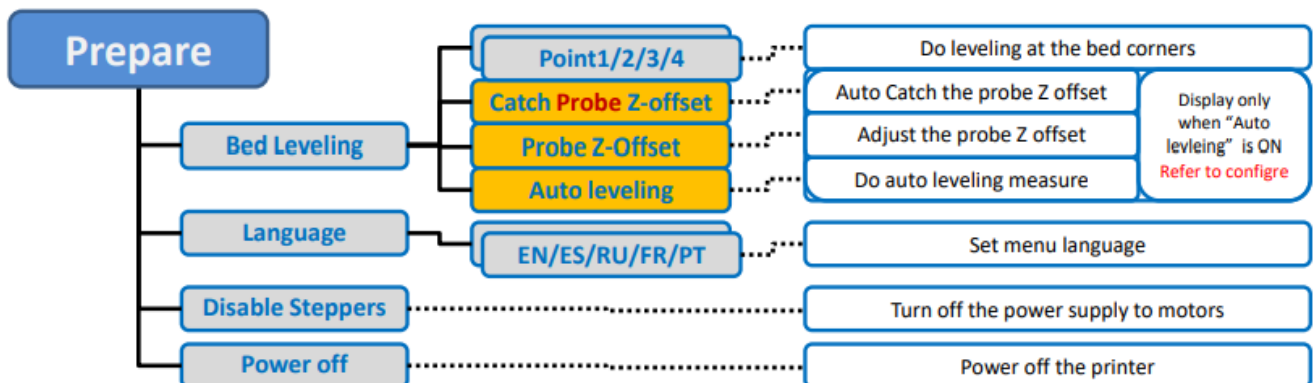 Prepare
Point1/2/3/4
Do leveling at the bed corners
Catch Probe Z-offset
Auto Catch the probe Z offset
Display only
when “Auto
levleing” is ON
Refer to configre
Bed Leveling
Probe Z-Offset
Adjust the probe Z offset
Auto leveling
Do auto leveling measure
Language
EN/ES/RU/FR/PT
Set menu language
Disable Steppers
Turn off the power supply to motors
Power off
Power off the printer